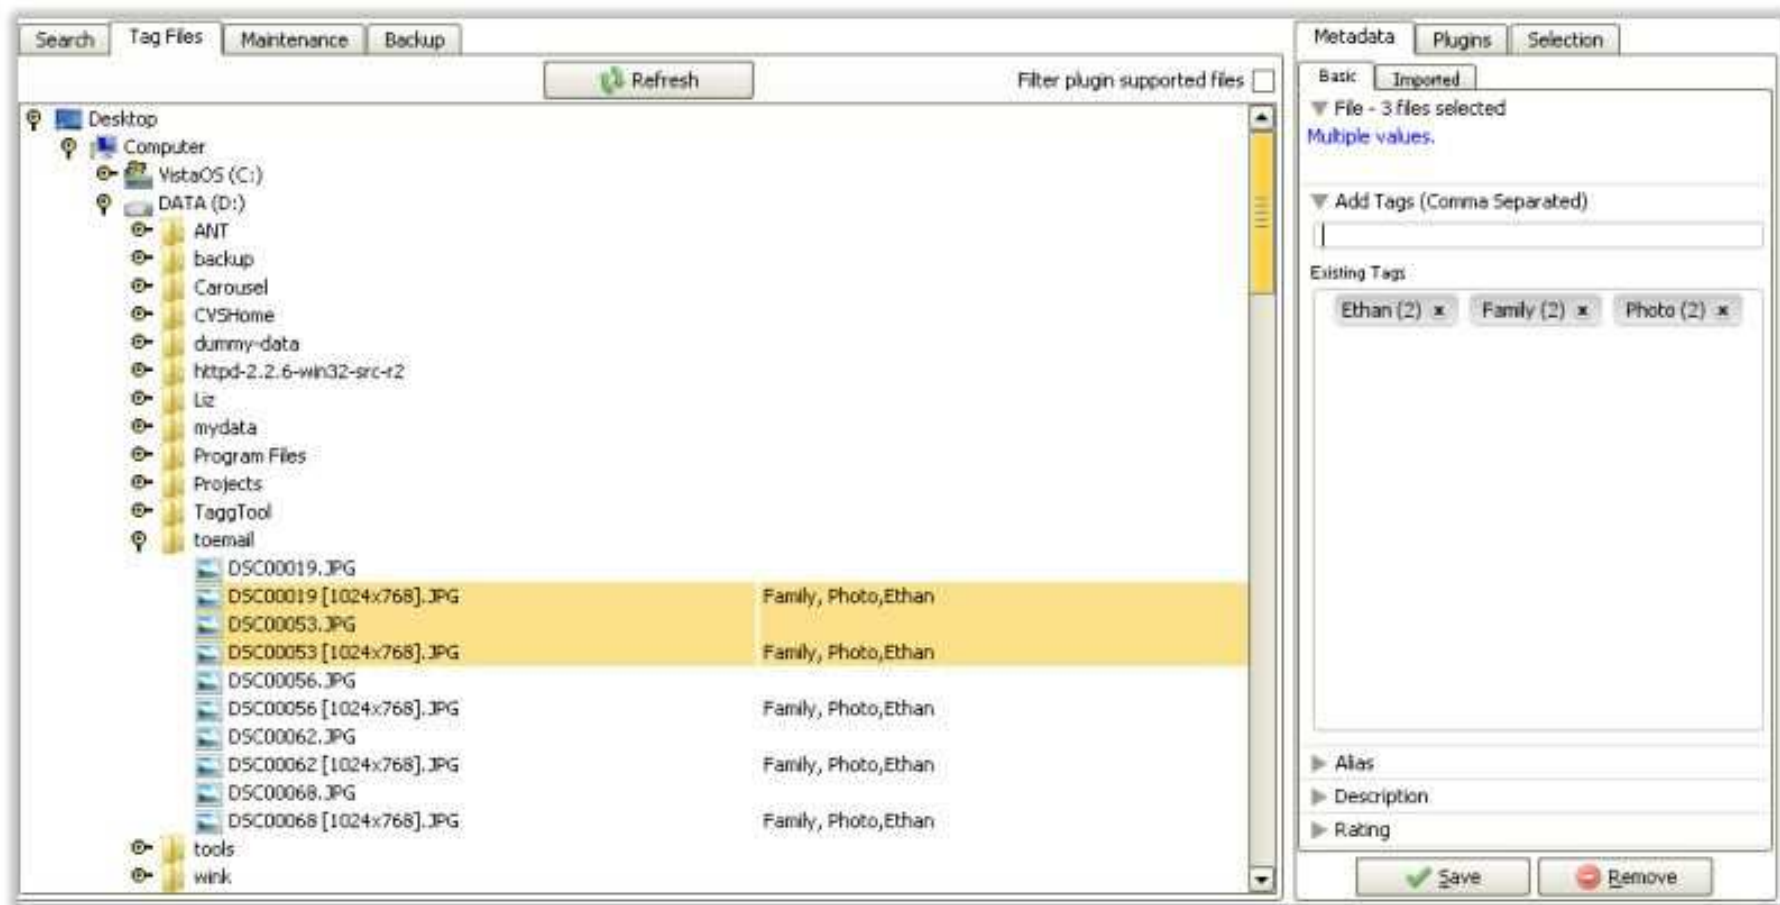 Search Tag Files Maintenance Backup
Refresh Filter plugin supported files
Desktop
Computer
VistaOS (C:)
DATA (D:)
ANT
backup
Carousel
CVSHome
dummy-data
httpd-2.2.6-win32-src-r2
Liz
mydata
Program Files
Projects
TaggTool
toemail
DSC00019.JPG
DSC00019 [1024x768].JPG Family, Photo,Ethan
DSC00053.JPG
DSC00053 [1024x768].JPG Family, Photo,Ethan
DSC00056.JPG
DSC00056 [1024x768].JPG Family, Photo,Ethan
DSC00062.JPG
DSC00062 [1024x768].JPG Family, Photo,Ethan
DSC00068.JPG
DSC00068 [1024x768].JPG Family, Photo,Ethan
tools
wink
Metadata Plugins Selection
Basic Imported
File - 3 files selected
Multiple values.
Add Tags (Comma Separated)
Existing Tags
Ethan (2) x Family (2) x Photo (2) x
Alias
Description
Rating
Save Remove